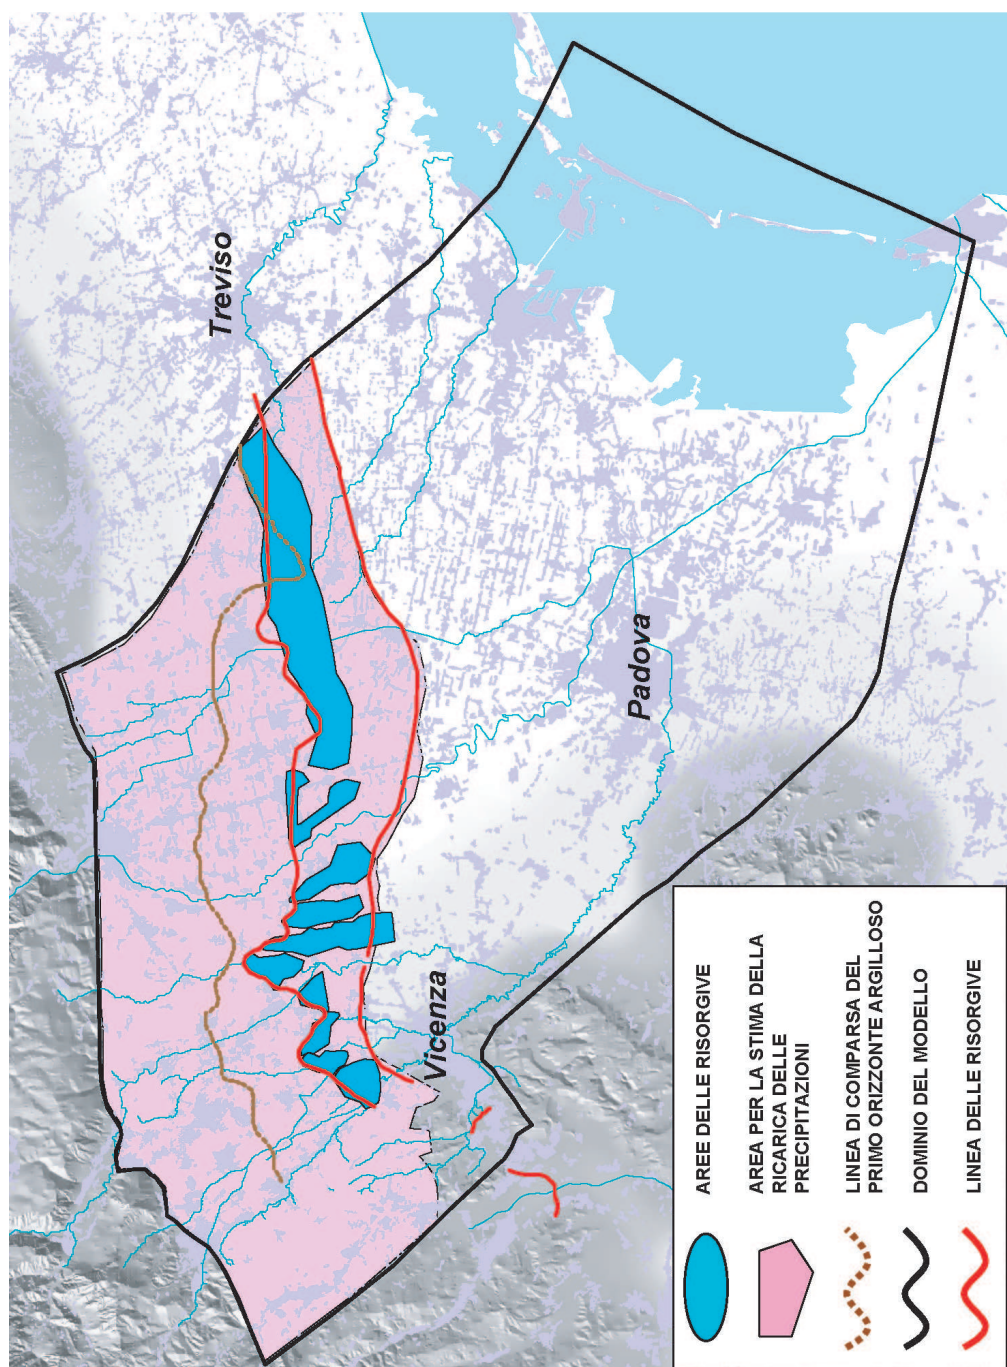 Treviso
Padova
Vicenza
AREE DELLE RISORGIVE
AREA PER LA STIMA DELLA
RICARICA DELLE
PRECIPITAZIONI
LINEA DI COMPARSA DEL
PRIMO ORIZZONTE ARGILLOSO
DOMINIO DEL MODELLO
LINEA DELLE RISORGIVE